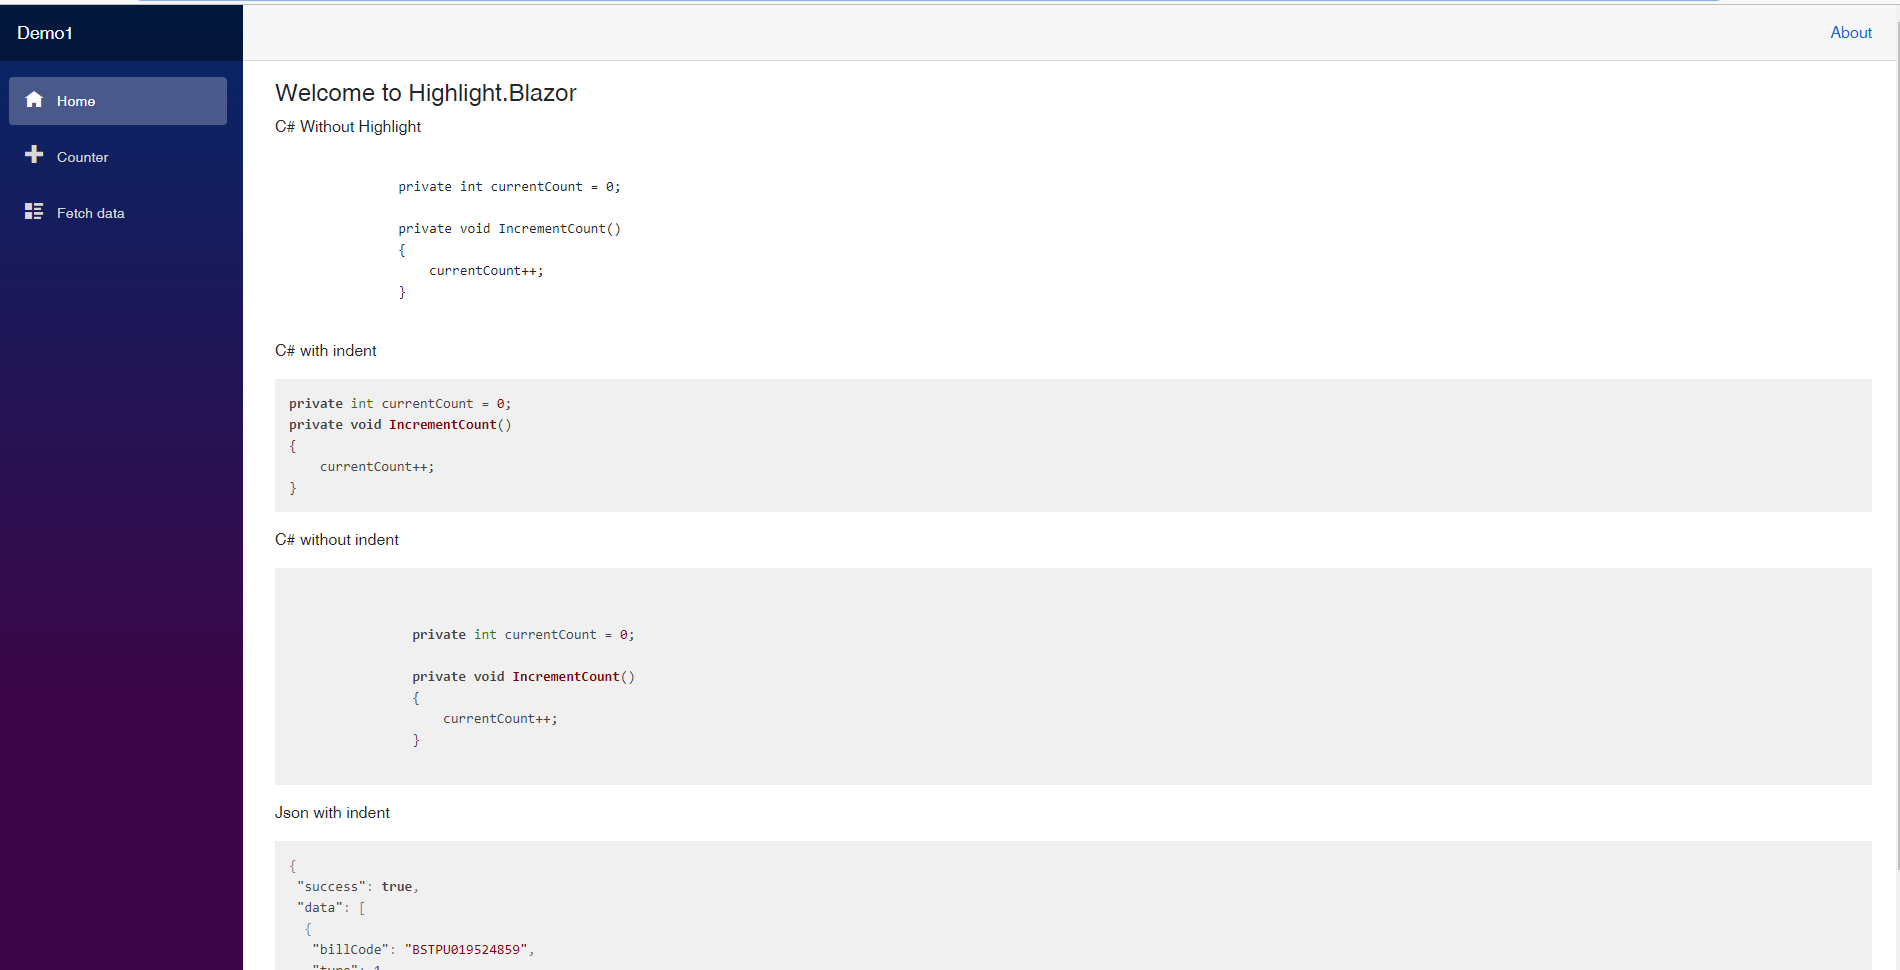 Demo1
About
Home
Counter
Fetch data
Welcome to Highlight.Blazor
C# Without Highlight
private int currentCount = 0;
private void IncrementCount()
{
currentCount++;
}
C# with indent
private int currentCount = 0;
private void IncrementCount()
{
currentCount++;
}
C# without indent
private int currentCount = 0;
private void IncrementCount()
{
currentCount++;
}
Json with indent
{
"success": true,
"data": [
{
"billCode": "BSTPU019524859",
"type": 1